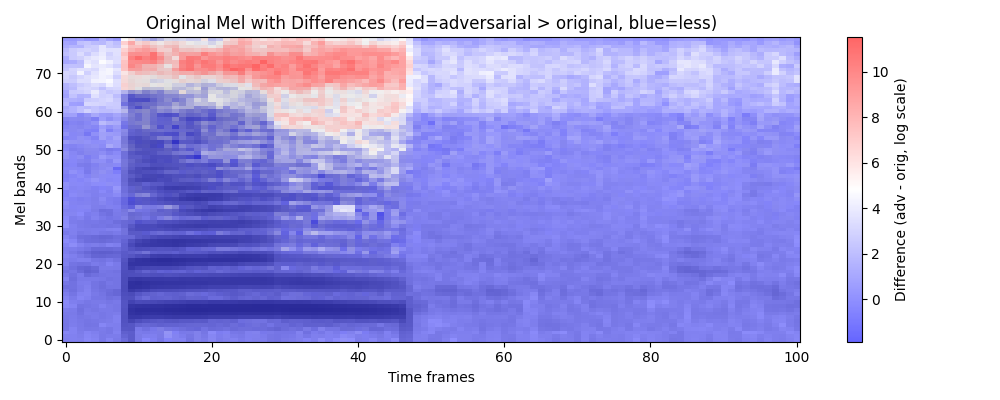 Original Mel with Differences (red=adversarial > original, blue=less)
Mel bands
70
60
50
40
30
20
10
0
0 20 40 60 80 100
Time frames
10
8
6
4
2
0
Difference (adv - orig, log scale)